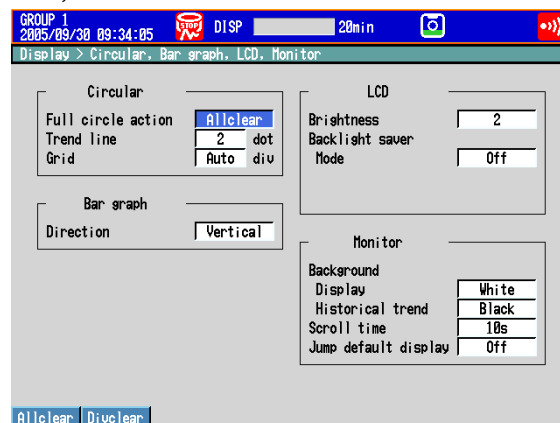 GROUP 1
2005/09/30 09:34:05
STOP
DISP
20min
Display > Circular, Bar graph, LCD, Monitor
Circular
Full circle action Allclear
Trend line 2 dot
Grid Auto div
Bar graph
Direction Vertical
LCD
Brightness 2
Backlight saver
Mode Off
Monitor
Background
Display White
Historical trend Black
Scroll time 10s
Jump default display Off
Allclear Divclear